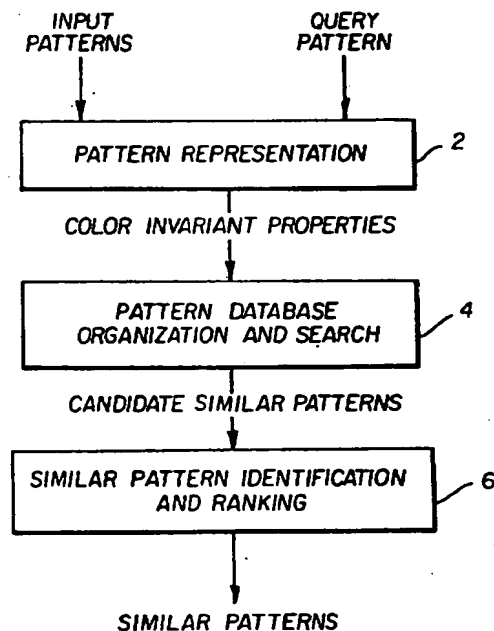 INPUT
PATTERNS
QUERY
PATTERN
PATTERN REPRESENTATION
2
COLOR INVARIANT PROPERTIES
PATTERN DATABASE
ORGANIZATION AND SEARCH
4
CANDIDATE SIMILAR PATTERNS
SIMILAR PATTERN IDENTIFICATION
AND RANKING
6
SIMILAR PATTERNS